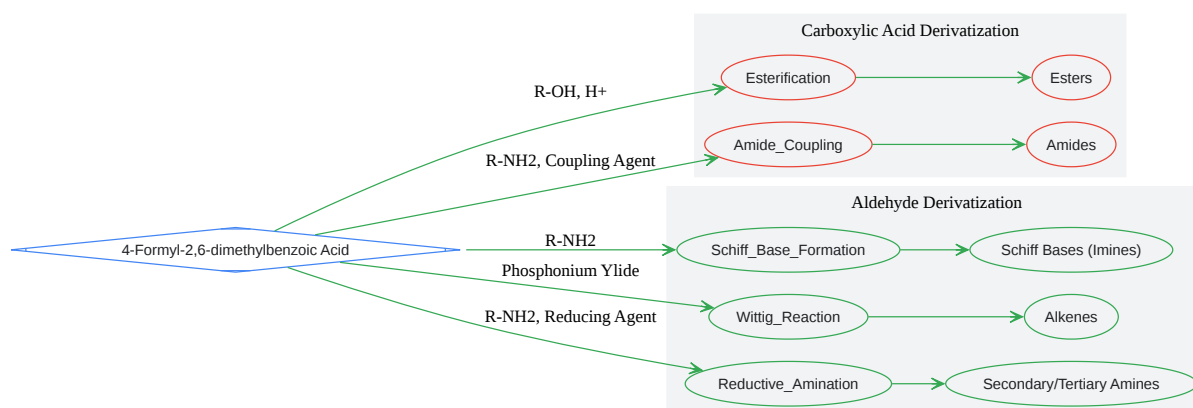 Carboxylic Acid Derivatization
Esterification
Esters
R-OH, H+
Amide_Coupling
Amides
R-NH2, Coupling Agent
Aldehyde Derivatization
4-Formyl-2,6-dimethylbenzoic Acid
R-NH2
Schiff_Base_Formation
Schiff Bases (Imines)
Phosphonium Ylide
Wittig_Reaction
Alkenes
R-NH2, Reducing Agent
Reductive_Amination
Secondary/Tertiary Amines